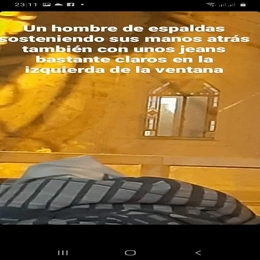 23:11
Un hombre de espaldas
sosteniendo sus manos atrás
también con unos jeans
bastante claros en la
izquierda de la ventana